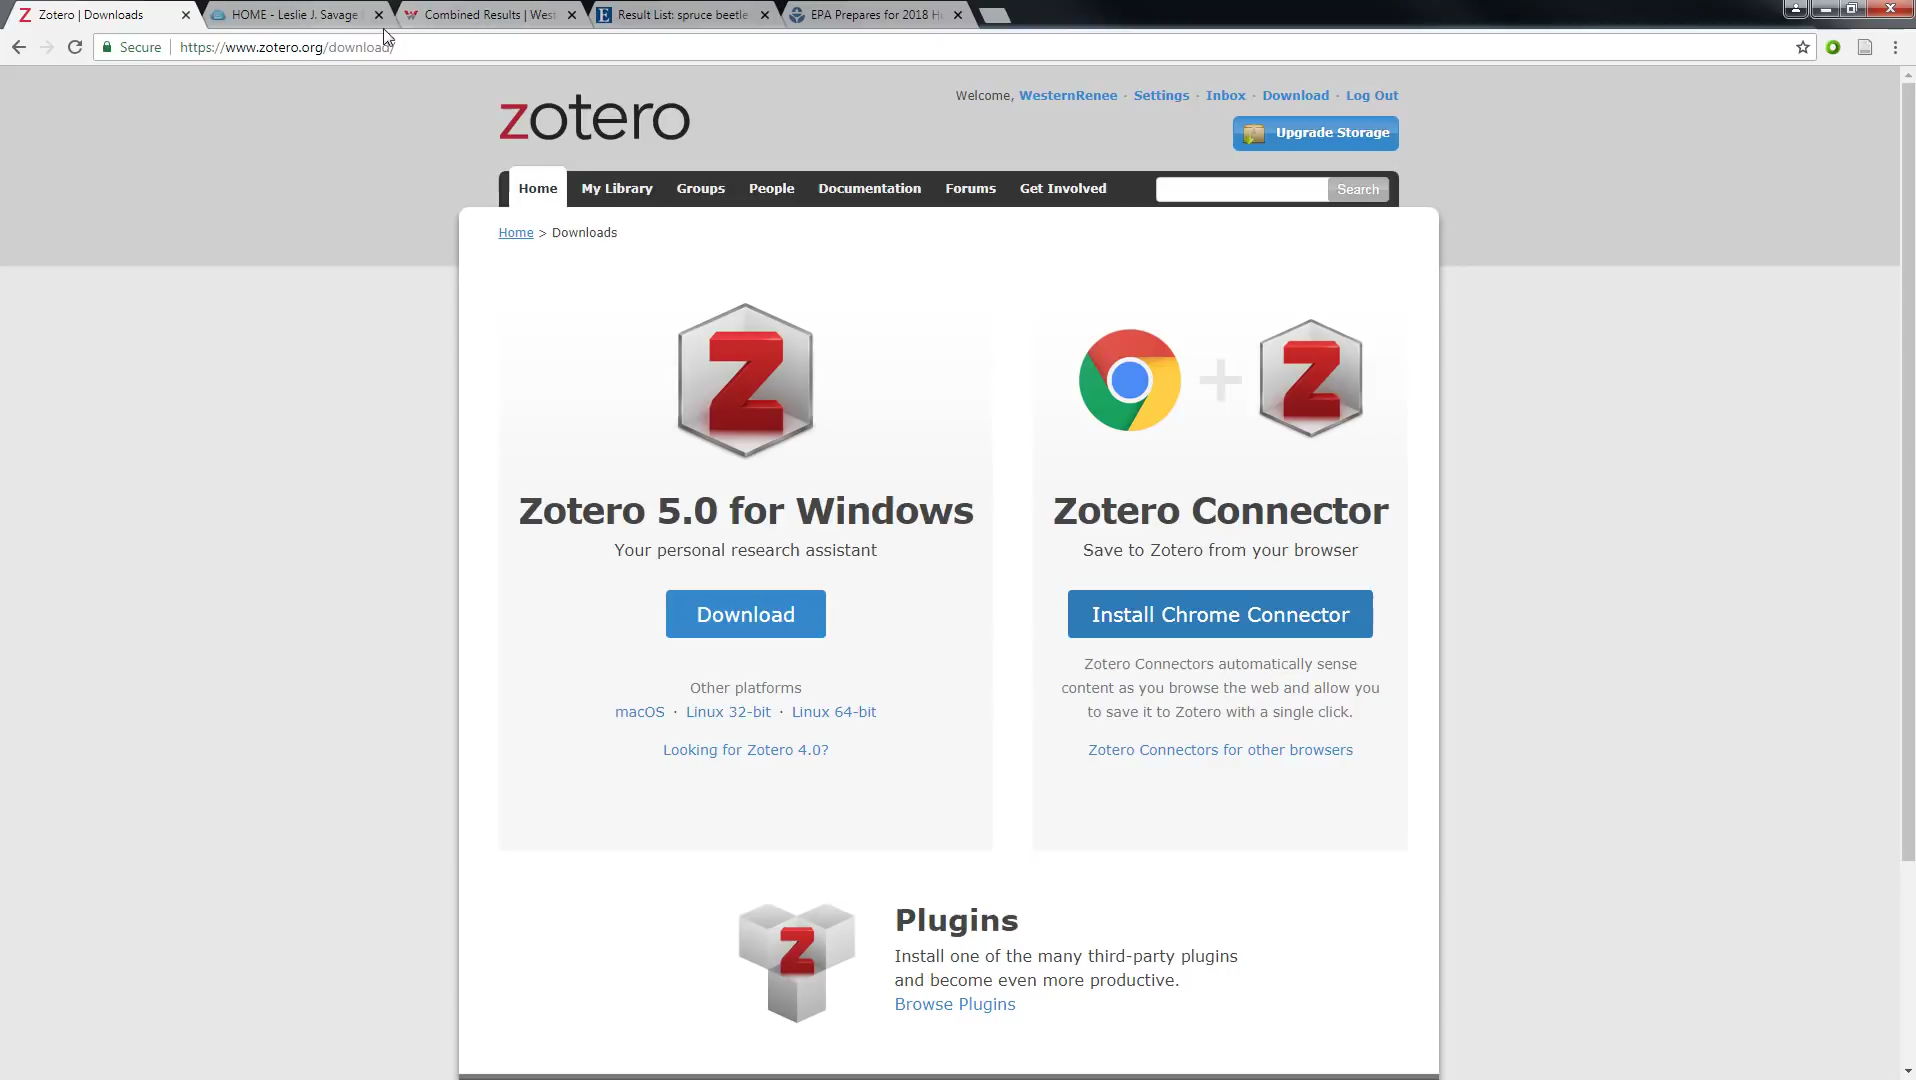 Zotero | Downloads
HOME - Leslie J. Savage
Combined Results | West
Result List: spruce beetle
EPA Prepares for 2018 Hu
Secure
https://www.zotero.org/download/
zotero
Welcome, WesternRenee · Settings · Inbox · Download · Log Out
Upgrade Storage
Home
My Library
Groups
People
Documentation
Forums
Get Involved
Search
Home > Downloads
Zotero 5.0 for Windows
Your personal research assistant
Download
Other platforms
macOS · Linux 32-bit · Linux 64-bit
Looking for Zotero 4.0?
Zotero Connector
Save to Zotero from your browser
Install Chrome Connector
Zotero Connectors automatically sense
content as you browse the web and allow you
to save it to Zotero with a single click.
Zotero Connectors for other browsers
Plugins
Install one of the many third-party plugins
and become even more productive.
Browse Plugins